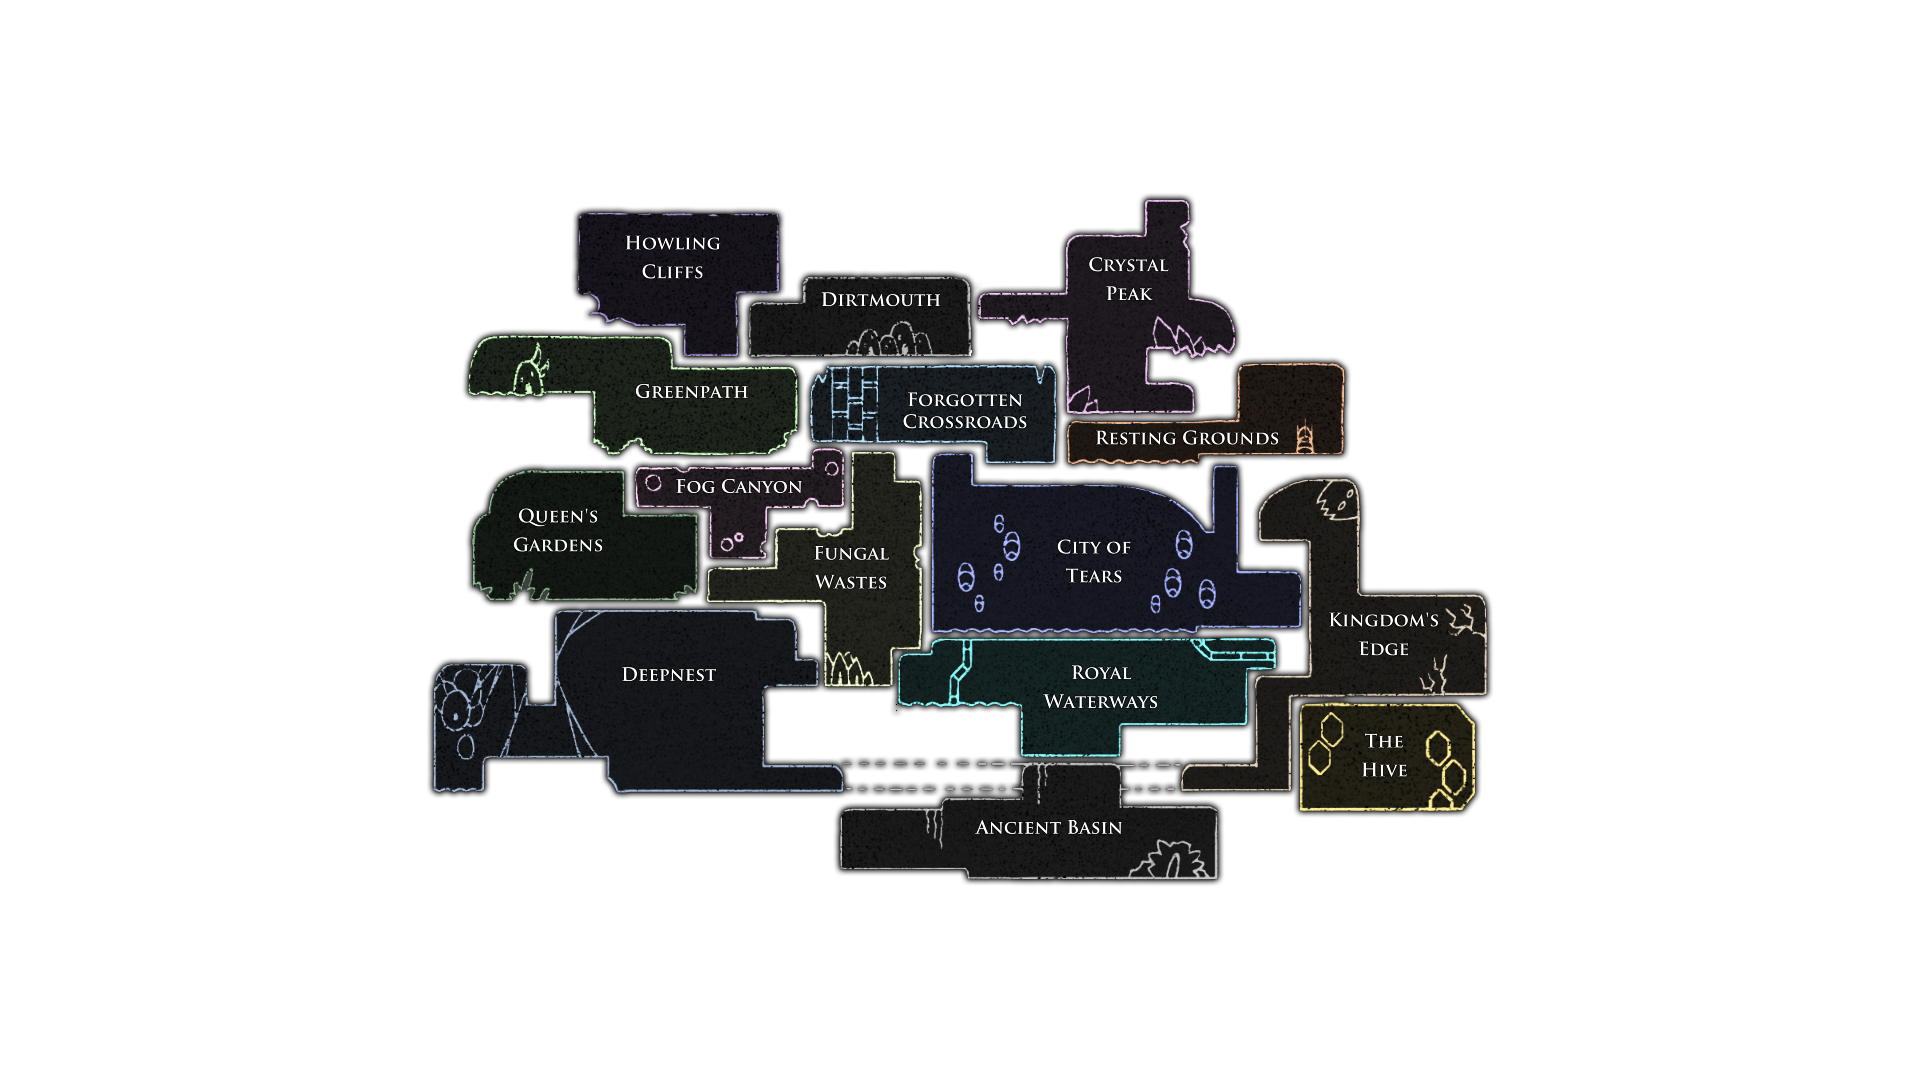 Howling
Cliffs
Dirtmouth
Crystal
Peak
Greenpath
Forgotten
Crossroads
Resting Grounds
Queen's
Gardens
Fog Canyon
Fungal
Wastes
City of
Tears
Kingdom's
Edge
Deepnest
Royal
Waterways
The
Hive
Ancient Basin